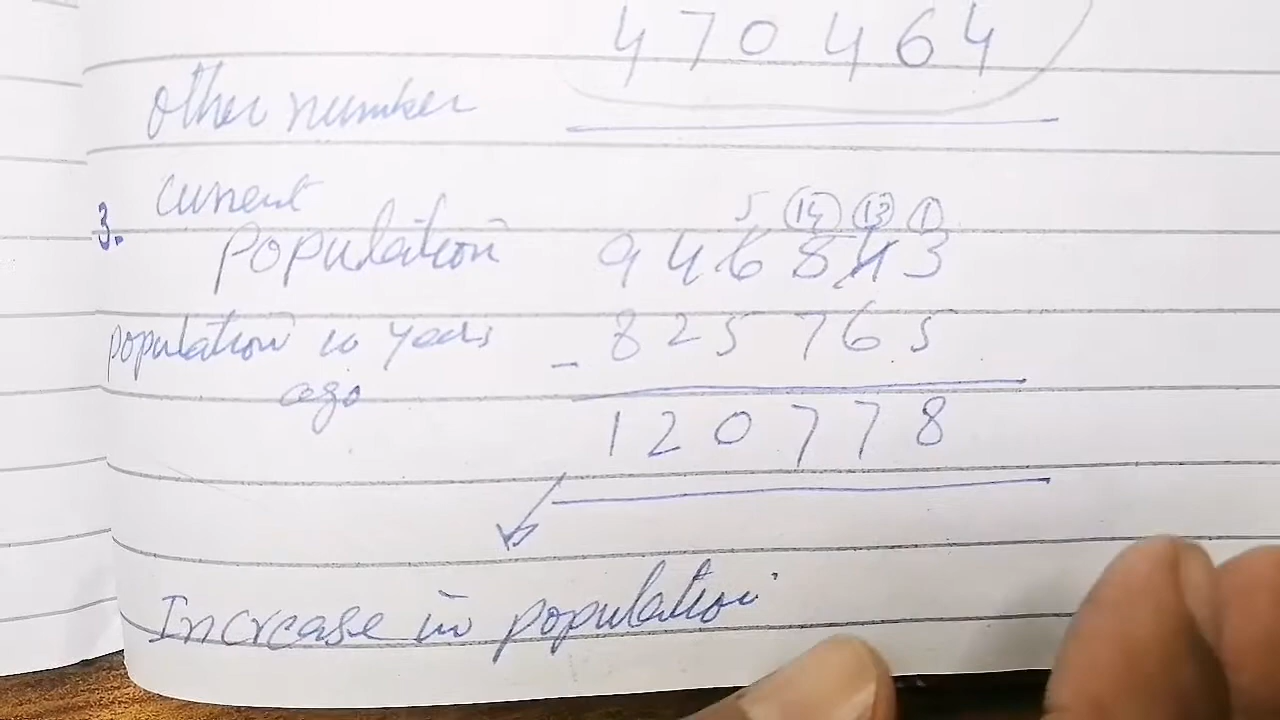 470464
other number
3. current
5 14 13 1
population 946543
population 10 years - 825765
ago
120778
Increase in population